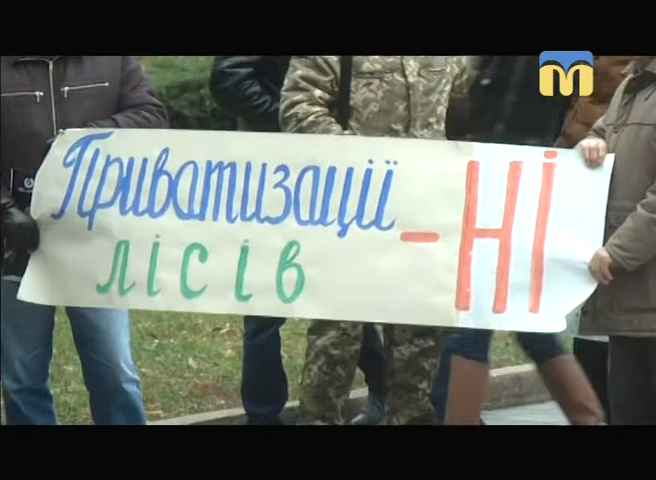 Приватизації
лісів – НІ
М